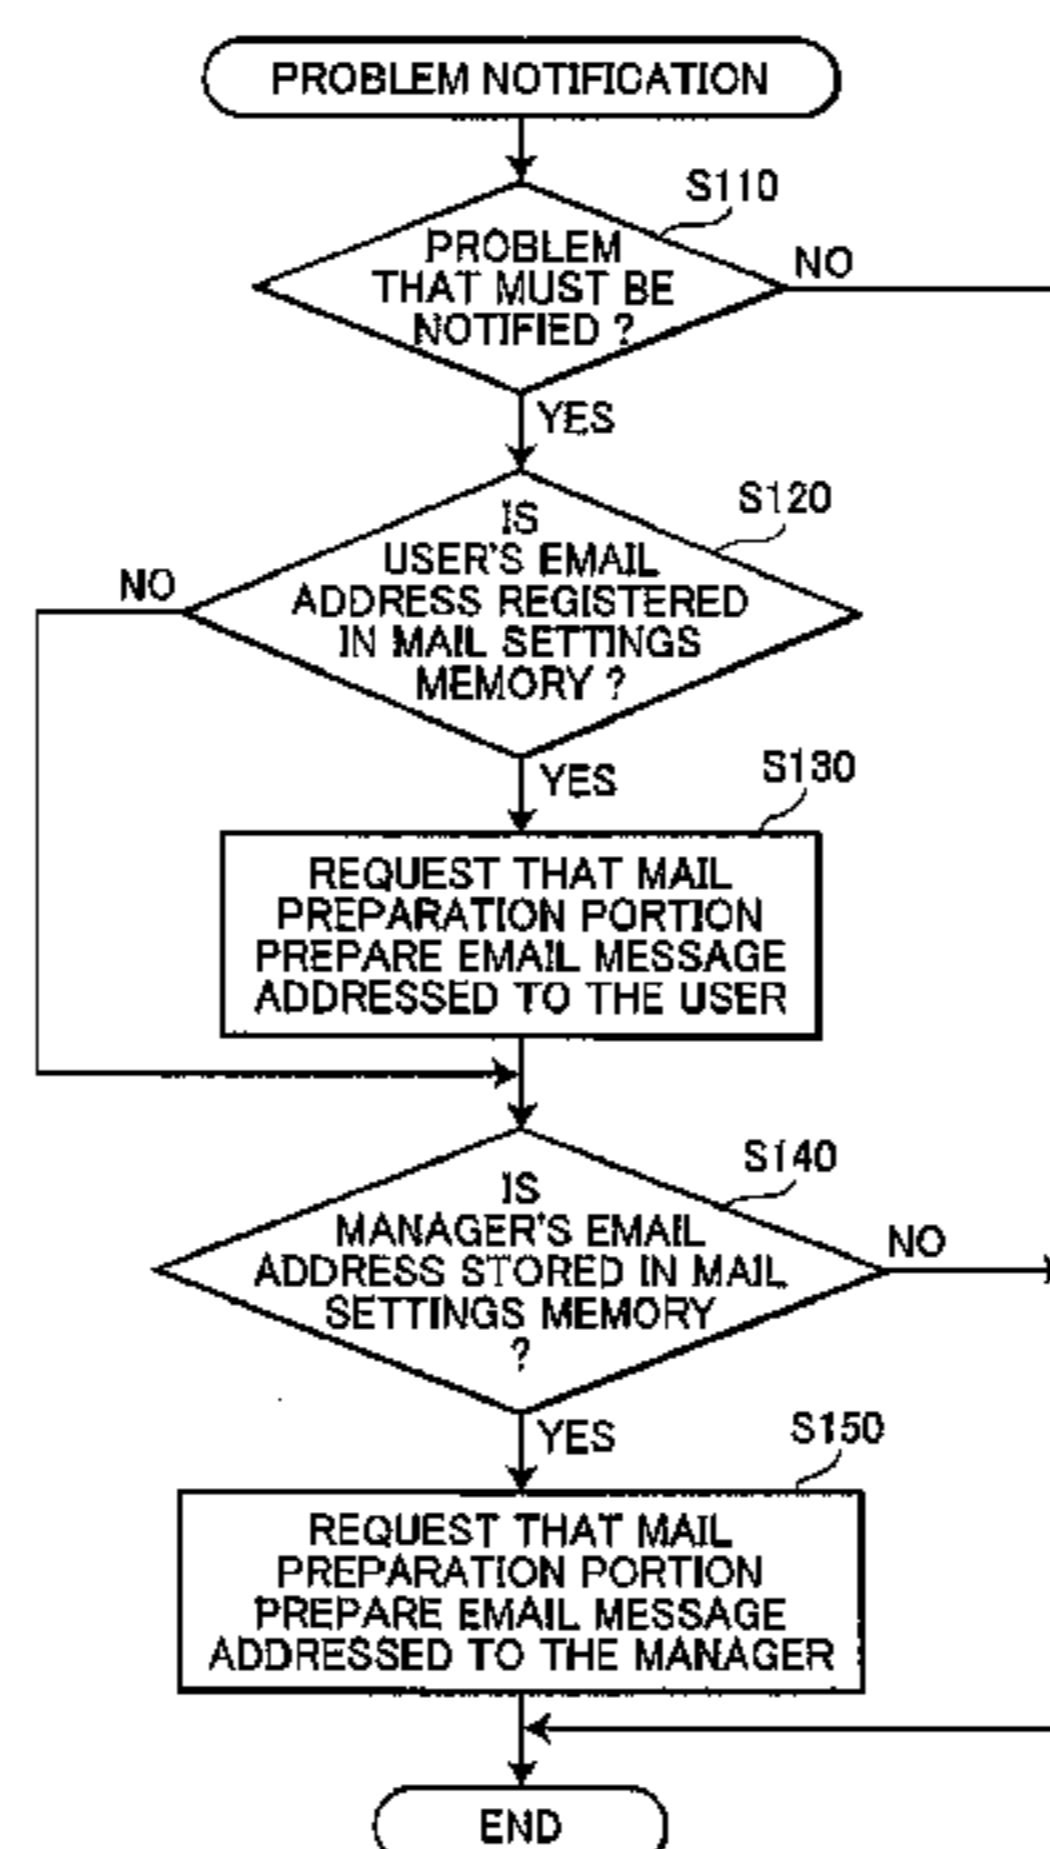 PROBLEM NOTIFICATION
S110
PROBLEM
THAT MUST BE
NOTIFIED ?
NO
YES
S120
IS
USER'S EMAIL
ADDRESS REGISTERED
IN MAIL SETTINGS
MEMORY ?
NO
YES
S130
REQUEST THAT MAIL
PREPARATION PORTION
PREPARE EMAIL MESSAGE
ADDRESSED TO THE USER
S140
IS
MANAGER'S EMAIL
ADDRESS STORED IN MAIL
SETTINGS MEMORY
?
NO
YES
S150
REQUEST THAT MAIL
PREPARATION PORTION
PREPARE EMAIL MESSAGE
ADDRESSED TO THE MANAGER
END